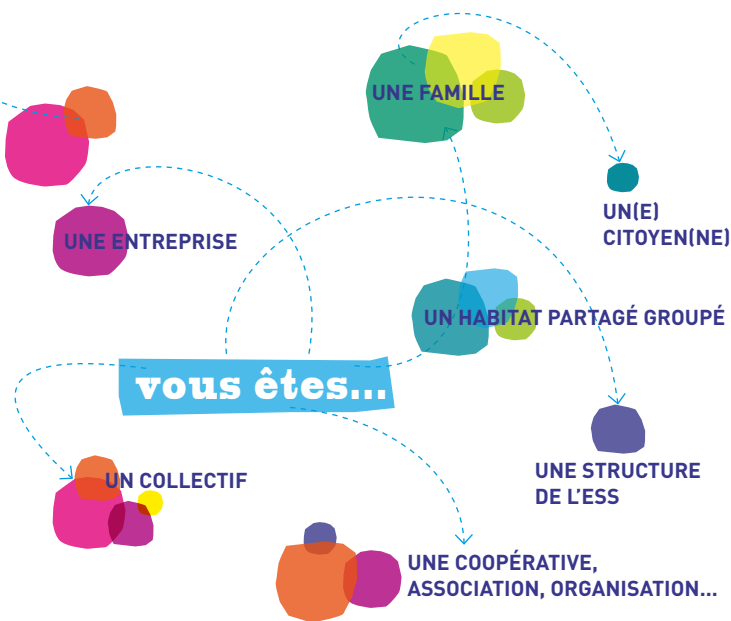 UNE FAMILLE
UN(E)
CITOYEN(NE)
UNE ENTREPRISE
UN HABITAT PARTAGÉ GROUPÉ
vous êtes...
UN COLLECTIF
UNE STRUCTURE
DE L'ESS
UNE COOPÉRATIVE,
ASSOCIATION, ORGANISATION...